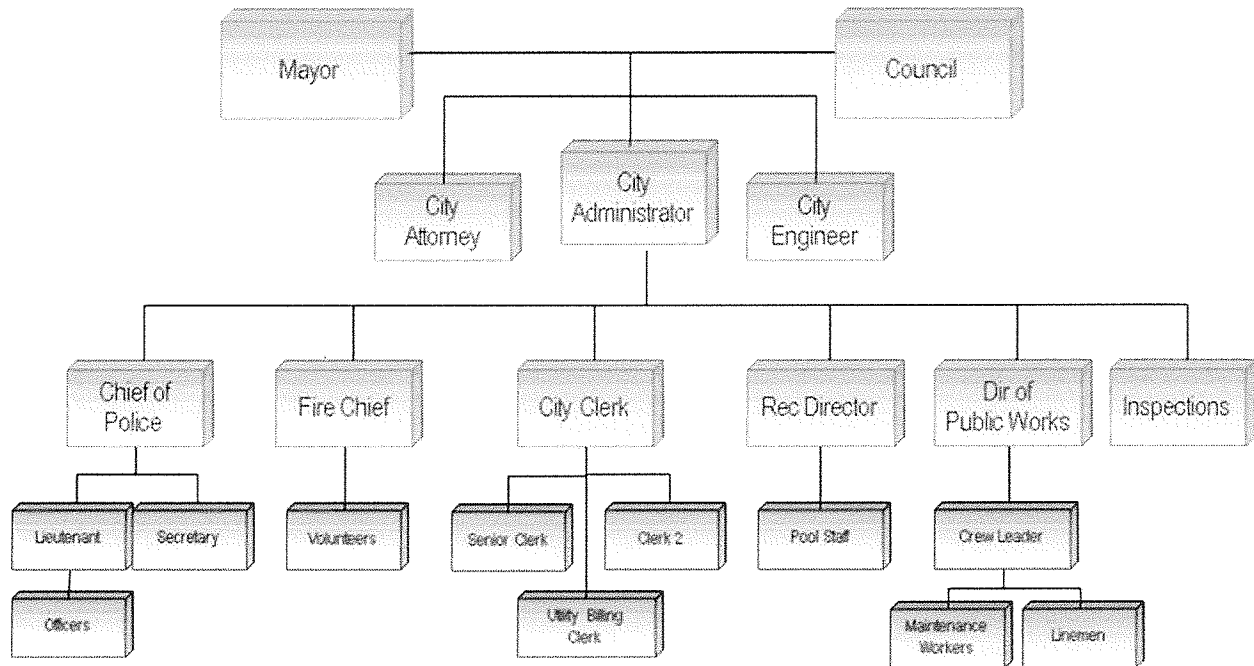 Mayor
Council
City
Attorney
City
Administrator
City
Engineer
Chief of
Police
Fire Chief
City Clerk
Rec Director
Dir of
Public Works
Inspections
Lieutenant
Secretary
Volunteers
Senior Clerk
Clerk 2
Pool Staff
Crew Leader
Officers
Utility Billing
Clerk
Maintenance
Workers
Linemen